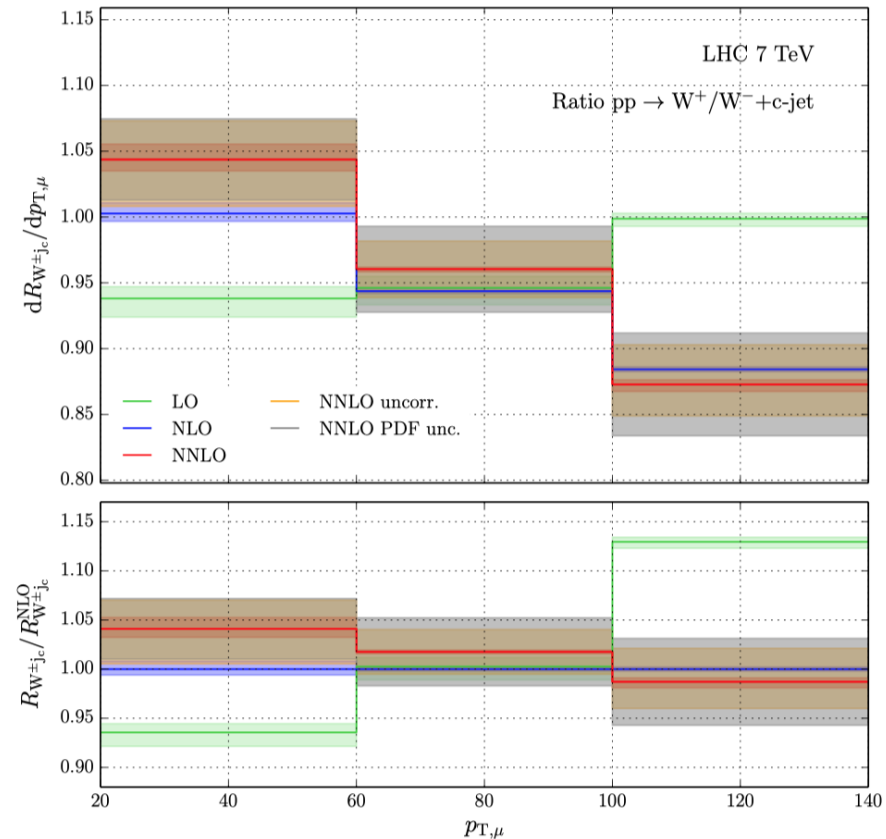 1.15
LHC 7 TeV
1.10
Ratio pp → W⁺/W⁻+c-jet
1.05
1.00
dR_{W^{±}j_c}/dp_{T,μ}
0.95
0.90
LO
NNLO uncorr.
0.85
NLO
NNLO PDF unc.
NNLO
0.80
1.15
1.10
1.05
R_{W^{±}j_c}/R^{NLO}_{W^{±}j_c}
1.00
0.95
0.90
20 40 60 80 100 120 140
p_{T,μ}